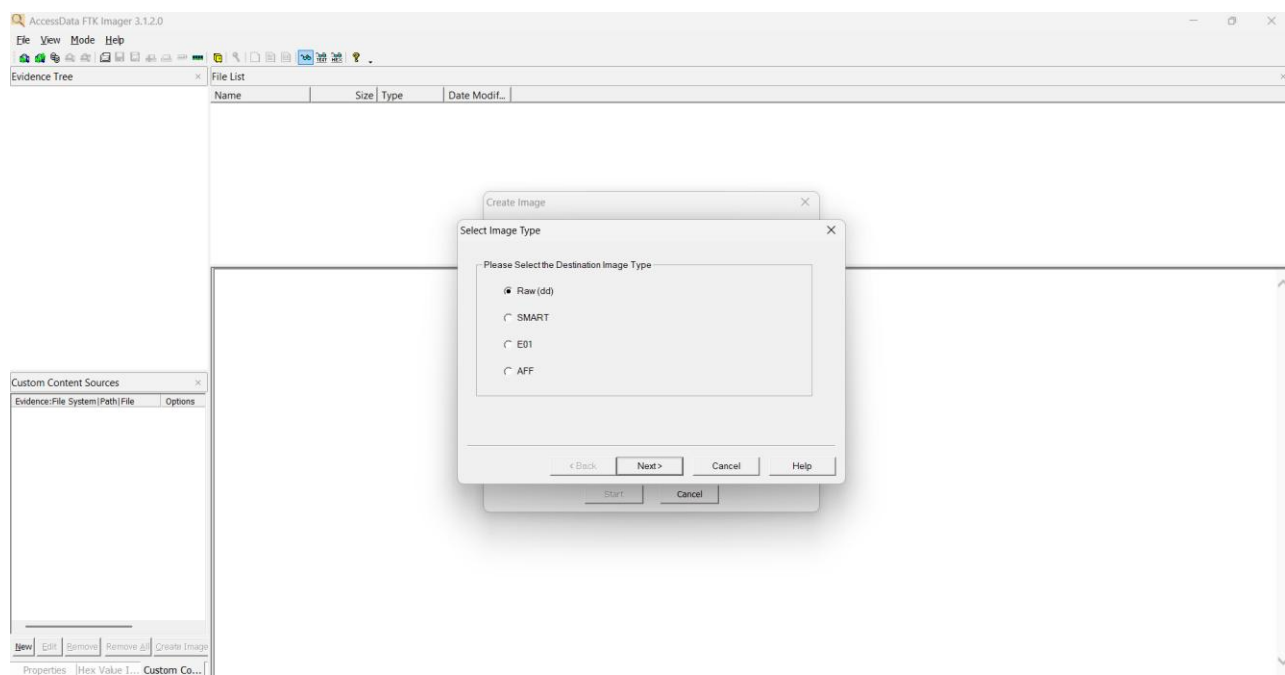 AccessData FTK Imager 3.1.2.0
File View Mode Help
Evidence Tree
File List
Name Size Type Date Modif...
Create Image
Select Image Type
Please Select the Destination Image Type
Raw (dd)
SMART
E01
AFF
Custom Content Sources
Evidence:File System|Path|File Options
< Back Next > Cancel Help
Start Cancel
New Edit Remove Remove All Create Image
Properties Hex Value I... Custom Co...